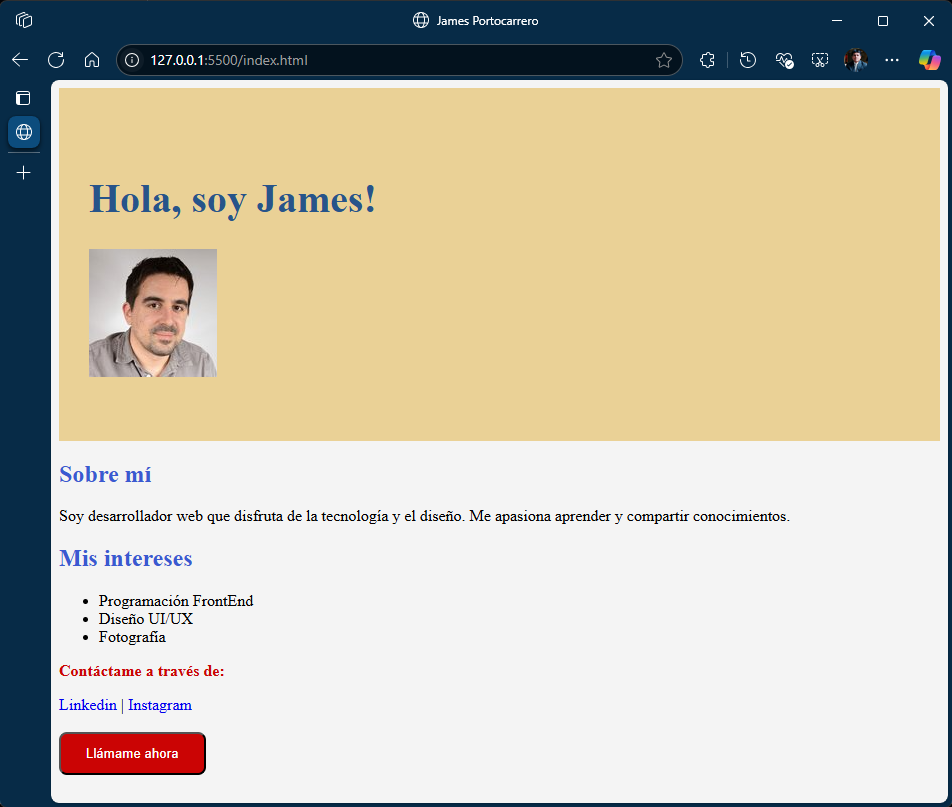 James Portocarrero
127.0.0.1:5500/index.html
Hola, soy James!
Sobre mí
Soy desarrollador web que disfruta de la tecnología y el diseño. Me apasiona aprender y compartir conocimientos.
Mis intereses
• Programación FrontEnd
• Diseño UI/UX
• Fotografía
Contáctame a través de:
Linkedin | Instagram
Llámame ahora